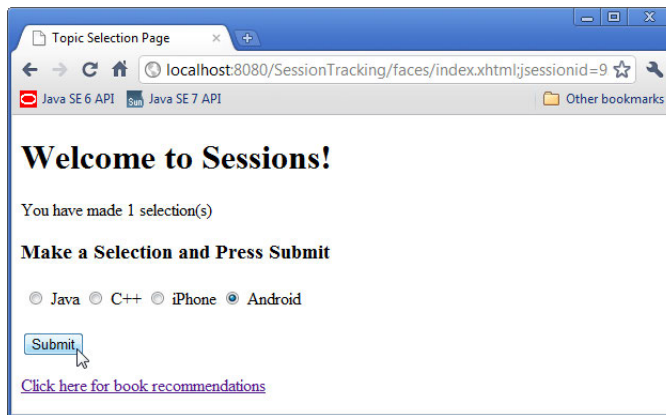 Topic Selection Page
localhost:8080/SessionTracking/faces/index.xhtml;jsessionid=9
Java SE 6 API Sun Java SE 7 API Other bookmarks
Welcome to Sessions!
You have made 1 selection(s)
Make a Selection and Press Submit
Java C++ iPhone Android
Submit
Click here for book recommendations